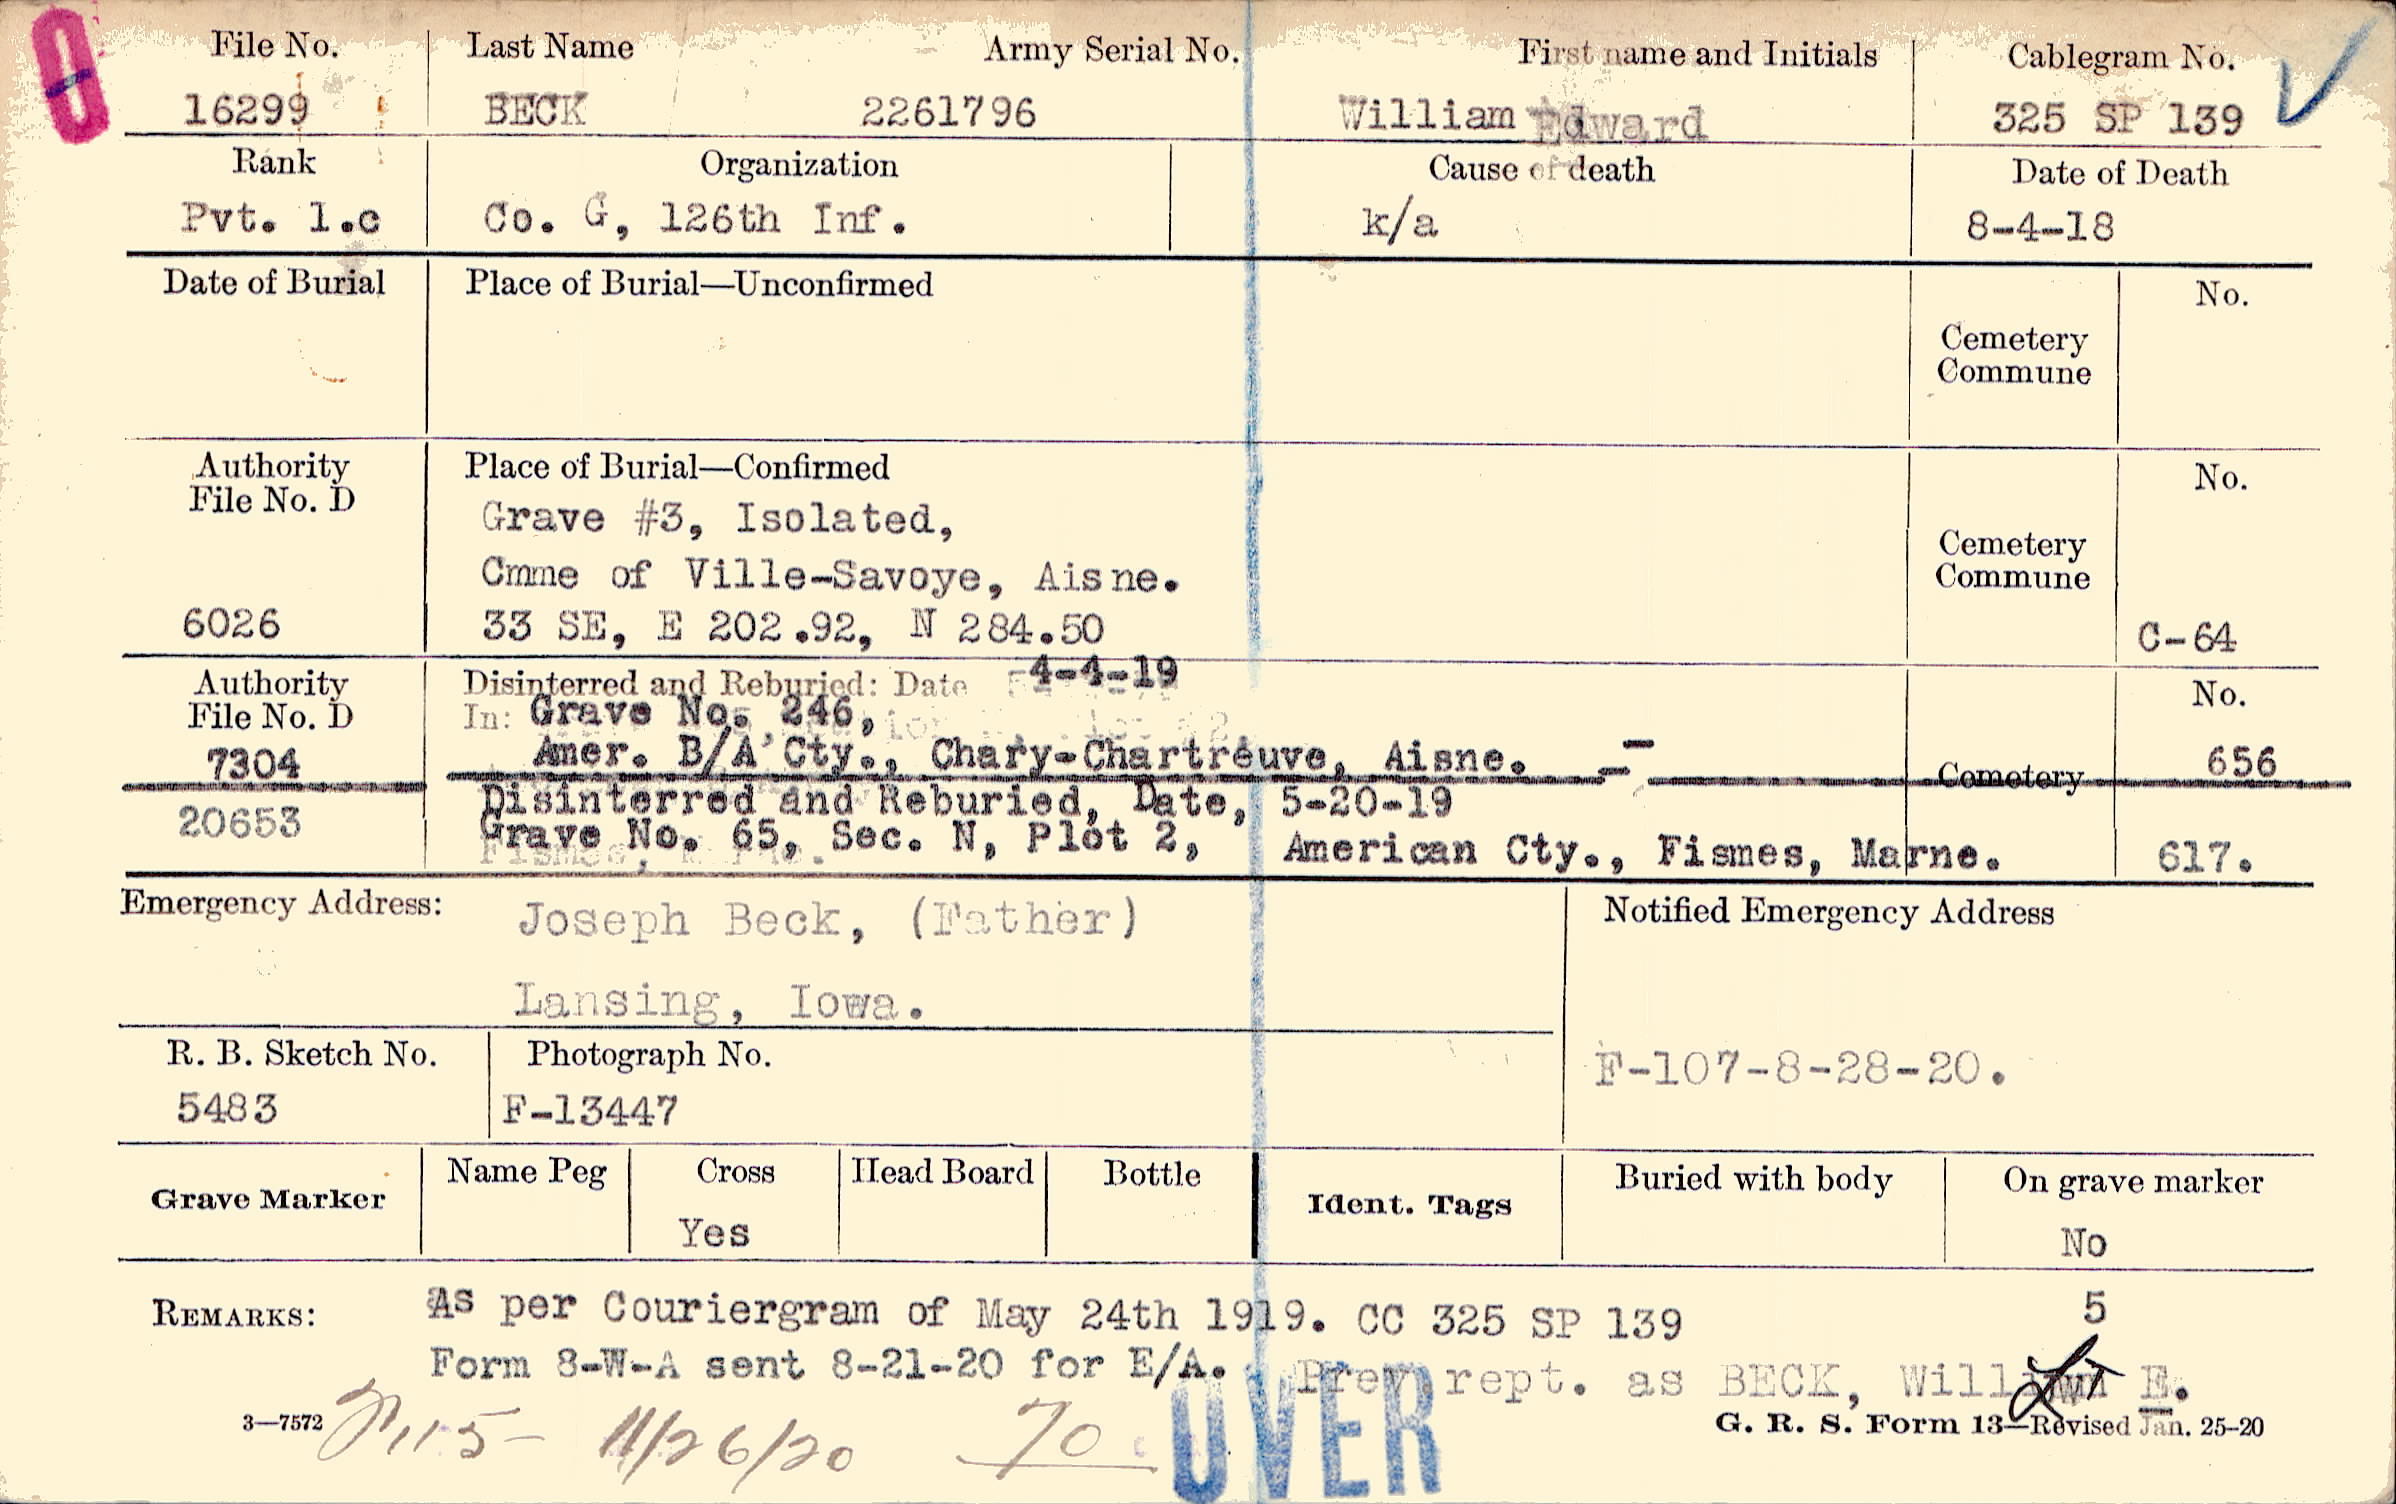 File No. Last Name Army Serial No. First name and Initials Cablegram No.
16299 BECK 2261796 William Edward 325 SP 139
Rank Organization Cause of death Date of Death
Pvt. l.c Co. G, 126th Inf. k/a 8-4-18
Date of Burial Place of Burial—Unconfirmed No.
Cemetery
Commune
Authority Place of Burial—Confirmed No.
File No. D
Grave #3, Isolated,
Cemetery
Cmme of Ville-Savoye, Aisne.
Commune
6026 33 SE, E 202.92, N 284.50 C-64
Authority Disinterred and Reburied: Date 4-4-19 No.
File No. D In: Grave No. 246,
7304 Amer. B/A Cty., Chary-Chartreuve, Aisne. 656
Cemetery
20653 Disinterred and Reburied, Date, 5-20-19
Grave No. 65, Sec. N, Plot 2, American Cty., Fismes, Marne. 617.
Emergency Address: Joseph Beck, (Father) Notified Emergency Address
Lansing, Iowa.
R. B. Sketch No. Photograph No. F-107-8-28-20.
5483 F-13447
Grave Marker Name Peg Cross Head Board Bottle Ident. Tags Buried with body On grave marker
Yes No
REMARKS: As per Couriergram of May 24th 1919. CC 325 SP 139 5
Form 8-W-A sent 8-21-20 for E/A. Prev. rept. as BECK, William E.
3—7572 11/26/20 70 OVER G. R. S. Form 13—Revised Jan. 25-20